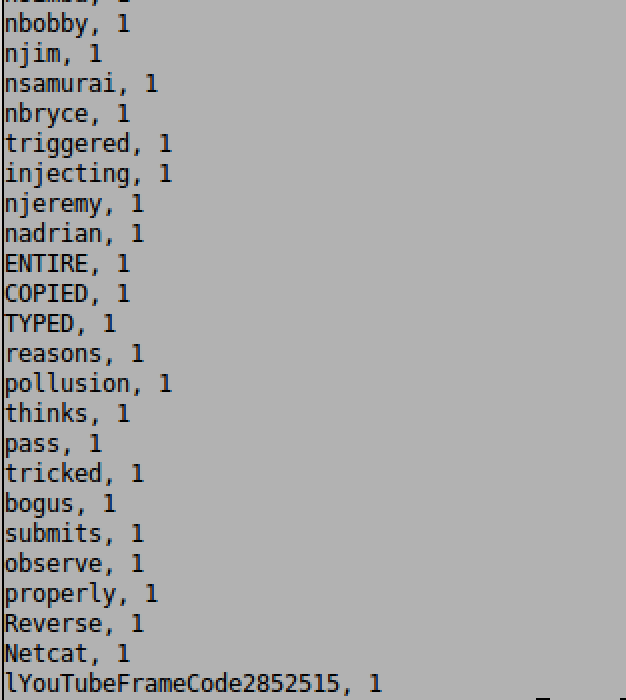 nbobby, 1
njim, 1
nsamurai, 1
nbryce, 1
triggered, 1
injecting, 1
njeremy, 1
nadrian, 1
ENTIRE, 1
COPIED, 1
TYPED, 1
reasons, 1
pollusion, 1
thinks, 1
pass, 1
tricked, 1
bogus, 1
submits, 1
observe, 1
properly, 1
Reverse, 1
Netcat, 1
lYouTubeFrameCode2852515, 1